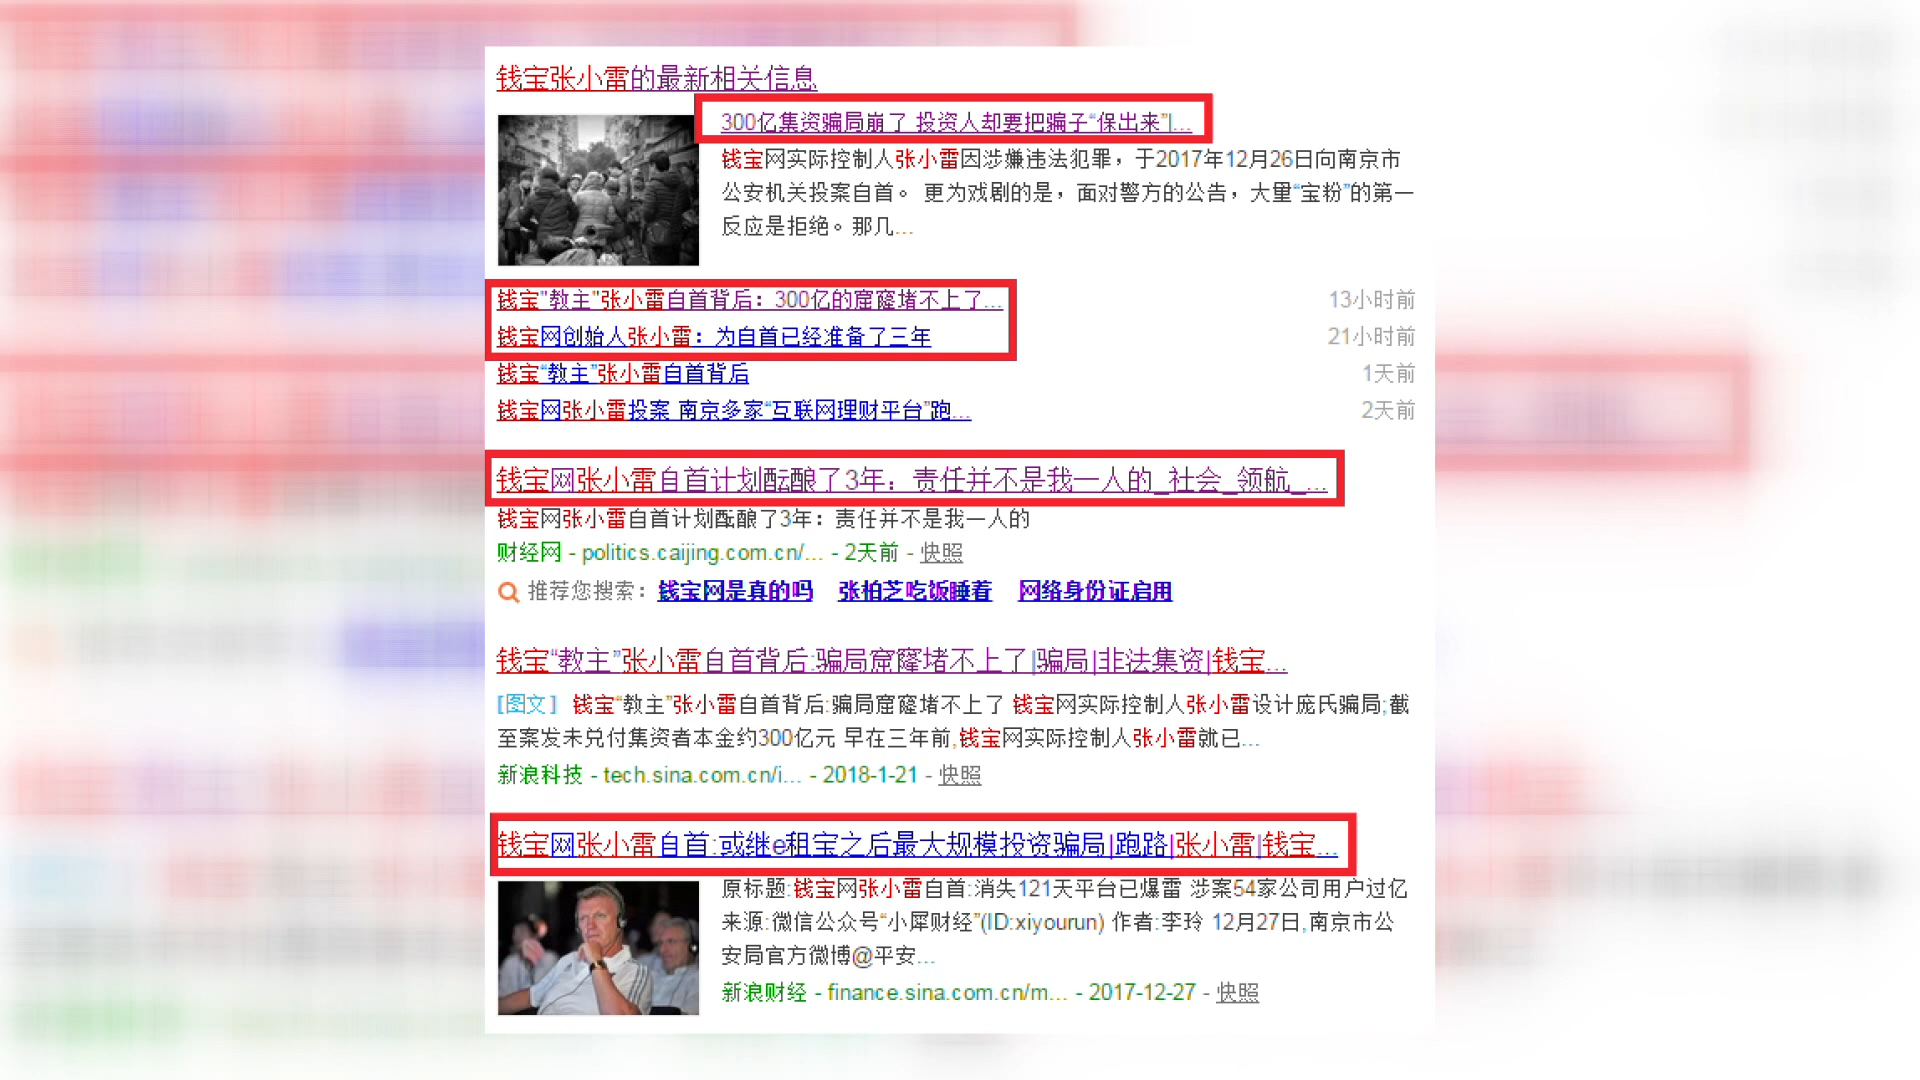 钱宝张小雷的最新相关信息
300亿集资骗局崩了 投资人却要把骗子“保出来”|...
钱宝网实际控制人张小雷因涉嫌违法犯罪，于2017年12月26日向南京市
公安机关投案自首。 更为戏剧的是，面对警方的公告，大量“宝粉”的第一
反应是拒绝。那几...
钱宝"教主"张小雷自首背后：300亿的窟窿堵不上了... 13小时前
钱宝网创始人张小雷：为自首已经准备了三年 21小时前
钱宝“教主”张小雷自首背后 1天前
钱宝网张小雷投案 南京多家“互联网理财平台”跑... 2天前
钱宝网张小雷自首计划酝酿了3年：责任并不是我一人的_社会_领航_...
钱宝网张小雷自首计划酝酿了3年：责任并不是我一人的
财经网 - politics.caijing.com.cn/... - 2天前 - 快照
推荐您搜索： 钱宝网是真的吗 张柏芝吃饭睡着 网络身份证启用
钱宝“教主”张小雷自首背后:骗局窟窿堵不上了|骗局|非法集资|钱宝...
[图文] 钱宝“教主”张小雷自首背后:骗局窟窿堵不上了 钱宝网实际控制人张小雷设计庞氏骗局;截
至案发未兑付集资者本金约300亿元 早在三年前,钱宝网实际控制人张小雷就已...
新浪科技 - tech.sina.com.cn/i... - 2018-1-21 - 快照
钱宝网张小雷自首:或继e租宝之后最大规模投资骗局|跑路|张小雷|钱宝...
原标题:钱宝网张小雷自首:消失121天平台已爆雷 涉案54家公司用户过亿
来源:微信公众号“小犀财经”(ID:xiyourun) 作者:李玲 12月27日,南京市公
安局官方微博@平安...
新浪财经 - finance.sina.com.cn/m... - 2017-12-27 - 快照